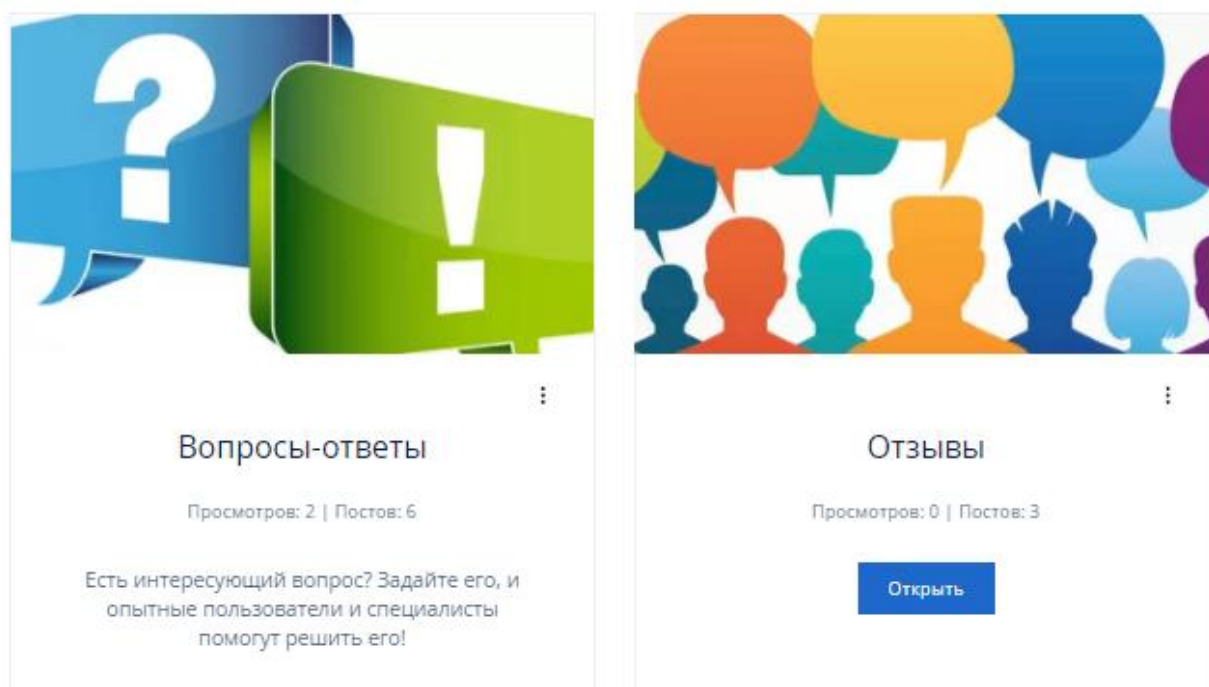 ?
!
Вопросы-ответы
Просмотров: 2 | Постов: 6
Есть интересующий вопрос? Задайте его, и
опытные пользователи и специалисты
помогут решить его!
Отзывы
Просмотров: 0 | Постов: 3
Открыть